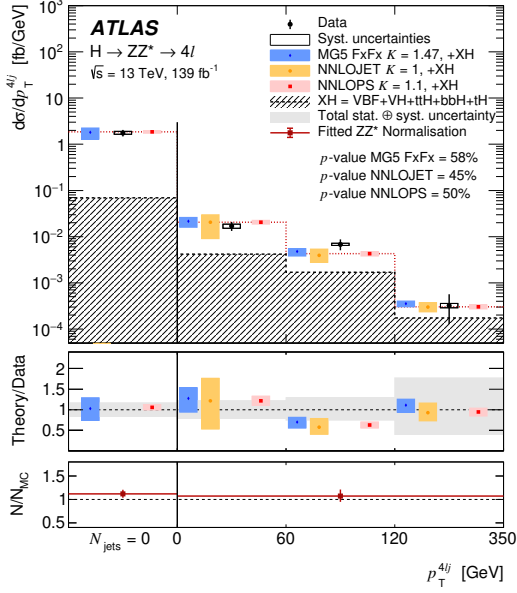 ATLAS
H → ZZ* → 4l
√s = 13 TeV, 139 fb⁻¹
Data
Syst. uncertainties
MG5 FxFx K = 1.47, +XH
NNLOJET K = 1, +XH
NNLOPS K = 1.1, +XH
XH = VBF+VH+ttH+bbH+tH
Total stat. ⊕ syst. uncertainty
Fitted ZZ* Normalisation
p-value MG5 FxFx = 58%
p-value NNLOJET = 45%
p-value NNLOPS = 50%
dσ/dp_T^{4lj} [fb/GeV]
10³
10²
10
1
10⁻¹
10⁻²
10⁻³
10⁻⁴
Theory/Data
2
1.5
1
0.5
N/N_MC
1.5
1
0.5
N_jets = 0 0 60 120 350
p_T^{4lj} [GeV]